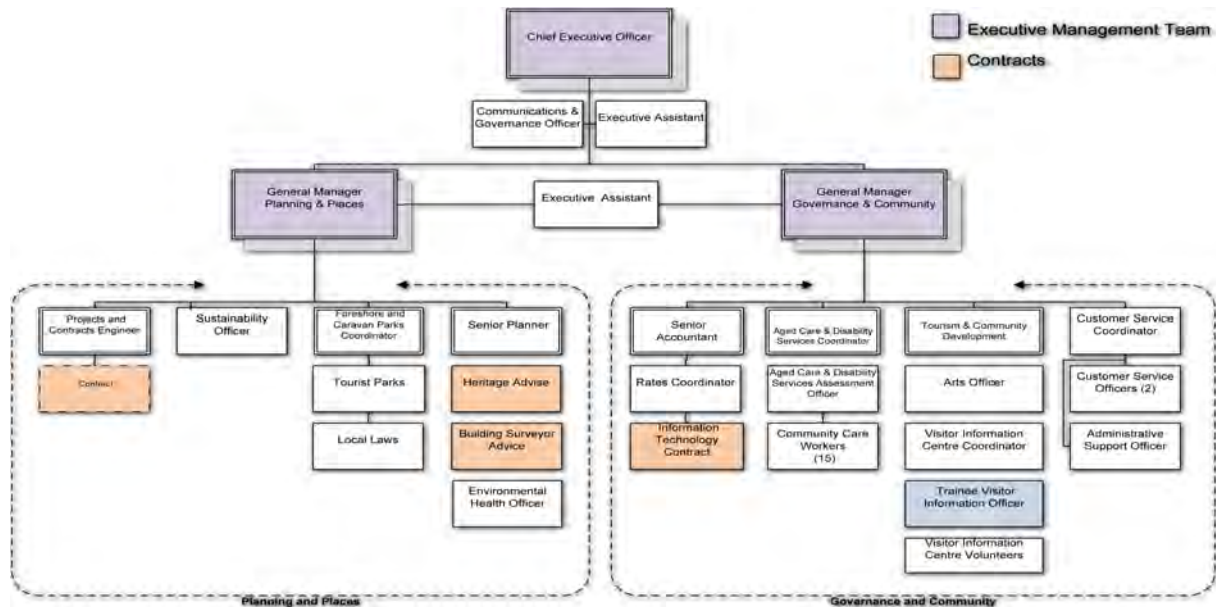 Chief Executive Officer
Executive Management Team
Contracts
Communications &
Governance Officer
Executive Assistant
General Manager
Planning & Places
Executive Assistant
General Manager
Governance & Community
Projects and
Contracts Engineer
Sustainability
Officer
Foreshore and
Caravan Parks
Coordinator
Senior Planner
Contract
Tourist Parks
Heritage Advise
Local Laws
Building Surveyor
Advice
Environmental
Health Officer
Planning and Places
Senior
Accountant
Aged Care & Disability
Services Coordinator
Tourism & Community
Development
Customer Service
Coordinator
Rates Coordinator
Aged Care & Disability
Services Assessment
Officer
Arts Officer
Customer Service
Officers (2)
Information
Technology
Contract
Community Care
Workers
(15)
Visitor Information
Centre Coordinator
Administrative
Support Officer
Trainee Visitor
Information Officer
Visitor Information
Centre Volunteers
Governance and Community